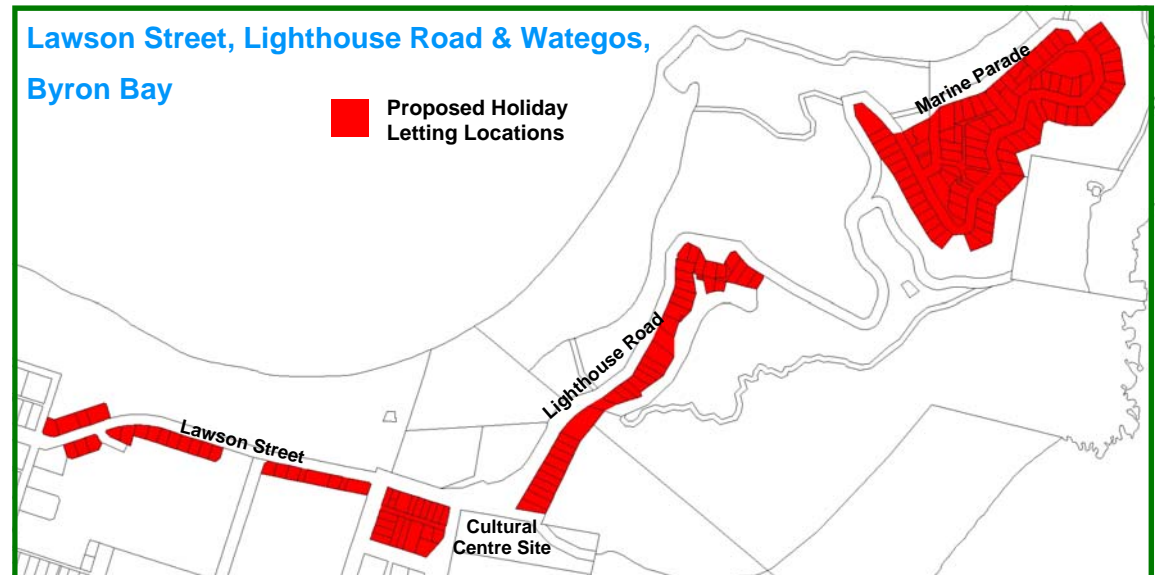 Lawson Street, Lighthouse Road & Wategos,
Byron Bay
Proposed Holiday
Letting Locations
Marine Parade
Lighthouse Road
Lawson Street
Cultural
Centre Site